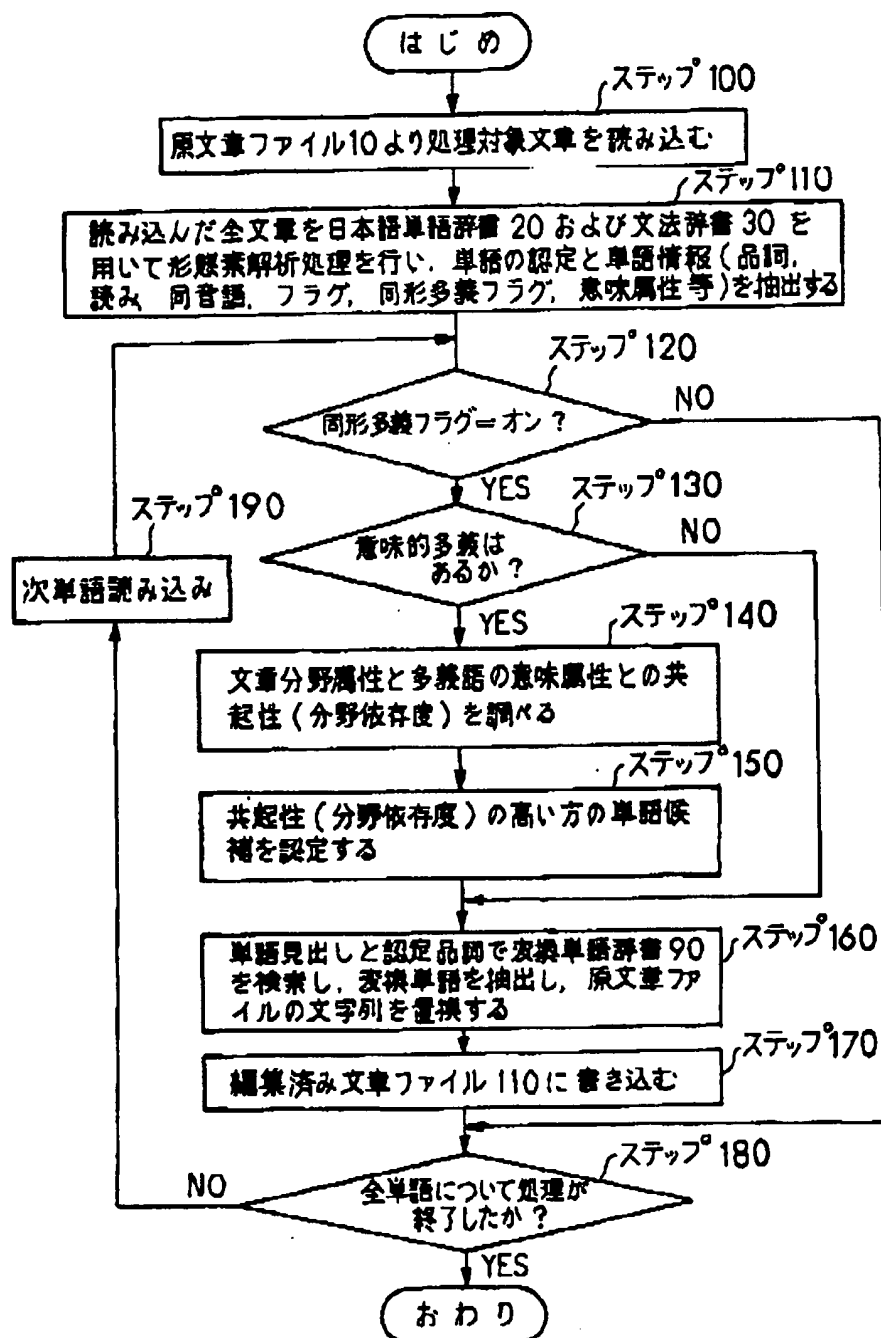 はじめ
ステップ100
原文章ファイル10より処理対象文章を読み込む
ステップ110
読み込んだ全文章を日本語単語辞書20および文法辞書30を
用いて形態素解析処理を行い、単語の認定と単語情報(品詞、
読み、同音語、フラグ、同形多義フラグ、意味属性等)を抽出する
ステップ120
同形多義フラグ=オン?
NO
YES
ステップ130
意味的多義は
あるか?
NO
YES
ステップ190
次単語読み込み
ステップ140
文章分野属性と多義語の意味属性との共
起性(分野依存度)を調べる
ステップ150
共起性(分野依存度)の高い方の単語候
補を認定する
ステップ160
単語見出しと認定品詞で変換単語辞書90
を検索し、変換単語を抽出し、原文章ファ
イルの文字列を置換する
ステップ170
編集済み文章ファイル110に書き込む
ステップ180
全単語について処理が
終了したか?
NO
YES
おわり